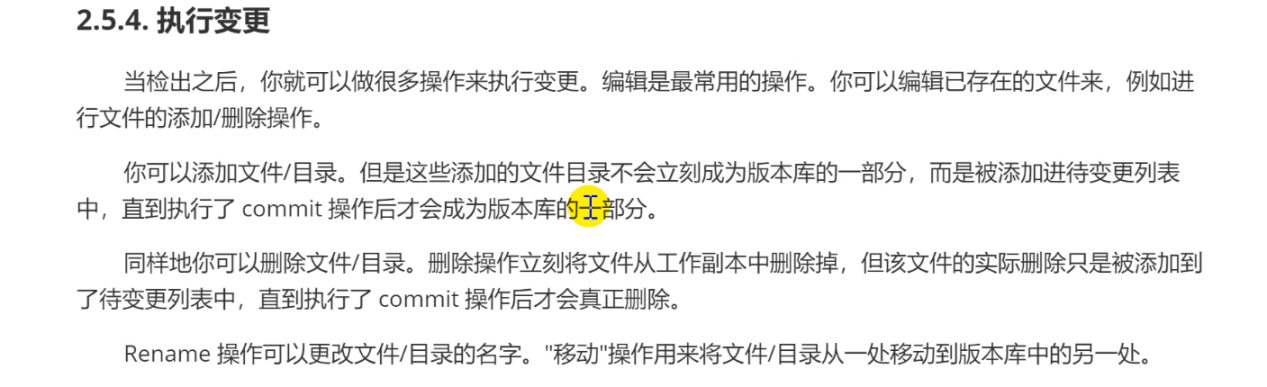 2.5.4. 执行变更
当检出之后，你就可以做很多操作来执行变更。编辑是最常用的操作。你可以编辑已存在的文件来，例如进
行文件的添加/删除操作。
你可以添加文件/目录。但是这些添加的文件目录不会立刻成为版本库的一部分，而是被添加进待变更列表
中，直到执行了 commit 操作后才会成为版本库的一部分。
同样地你可以删除文件/目录。删除操作立刻将文件从工作副本中删除掉，但该文件的实际删除只是被添加到
了待变更列表中，直到执行了 commit 操作后才会真正删除。
Rename 操作可以更改文件/目录的名字。"移动"操作用来将文件/目录从一处移动到版本库中的另一处。